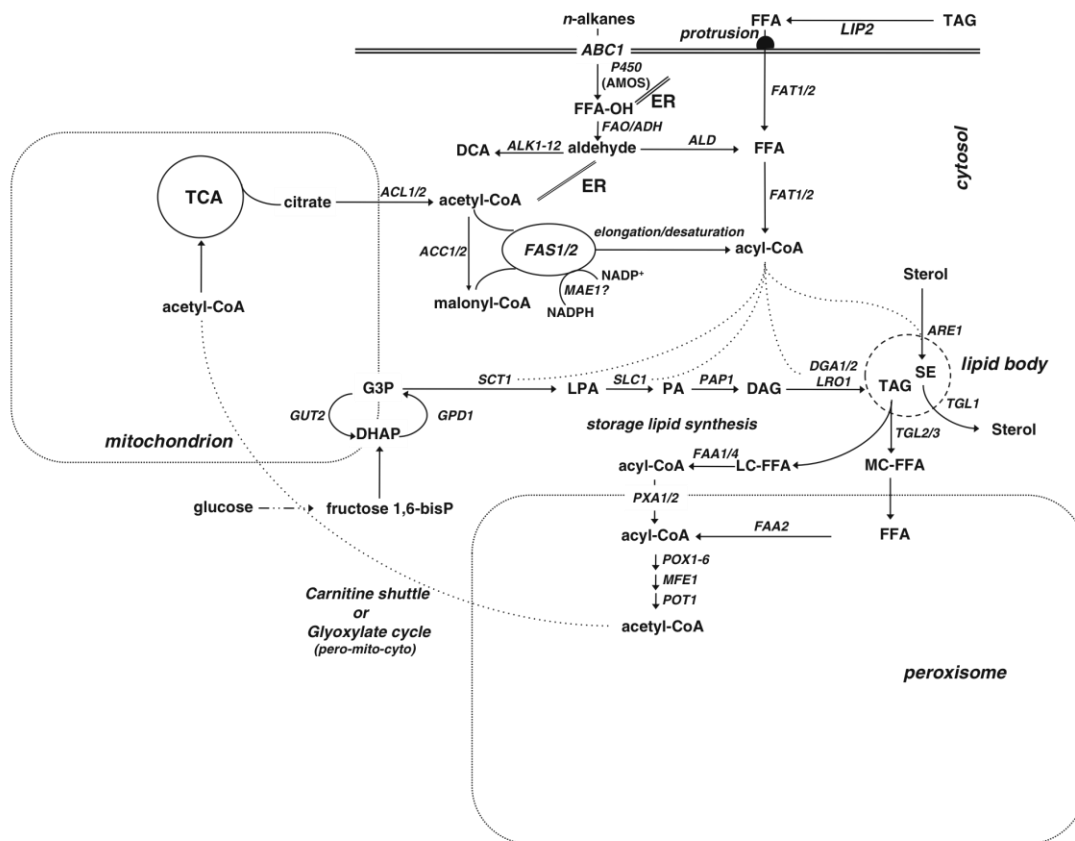 n-alkanes
FFA
TAG
protrusion
LIP2
ABC1
P450
(AMOS)
ER
FAT1/2
FFA-OH
FAO/ADH
DCA
ALK1-12
aldehyde
ALD
FFA
cytosol
ER
TCA
citrate
ACL1/2
acetyl-CoA
FAT1/2
elongation/desaturation
ACC1/2
FAS1/2
acyl-CoA
NADP+
MAE1?
Sterol
acetyl-CoA
malonyl-CoA
NADPH
ARE1
lipid body
DGA1/2
SE
G3P
SCT1
LPA
SLC1
PA
PAP1
DAG
LRO1
TAG
TGL1
GUT2
GPD1
mitochondrion
DHAP
storage lipid synthesis
TGL2/3
Sterol
FAA1/4
acyl-CoA
LC-FFA
MC-FFA
PXA1/2
glucose
fructose 1,6-bisP
acyl-CoA
FAA2
FFA
POX1-6
MFE1
POT1
Carnitine shuttle
or
Glyoxylate cycle
(pero-mito-cyto)
acetyl-CoA
peroxisome